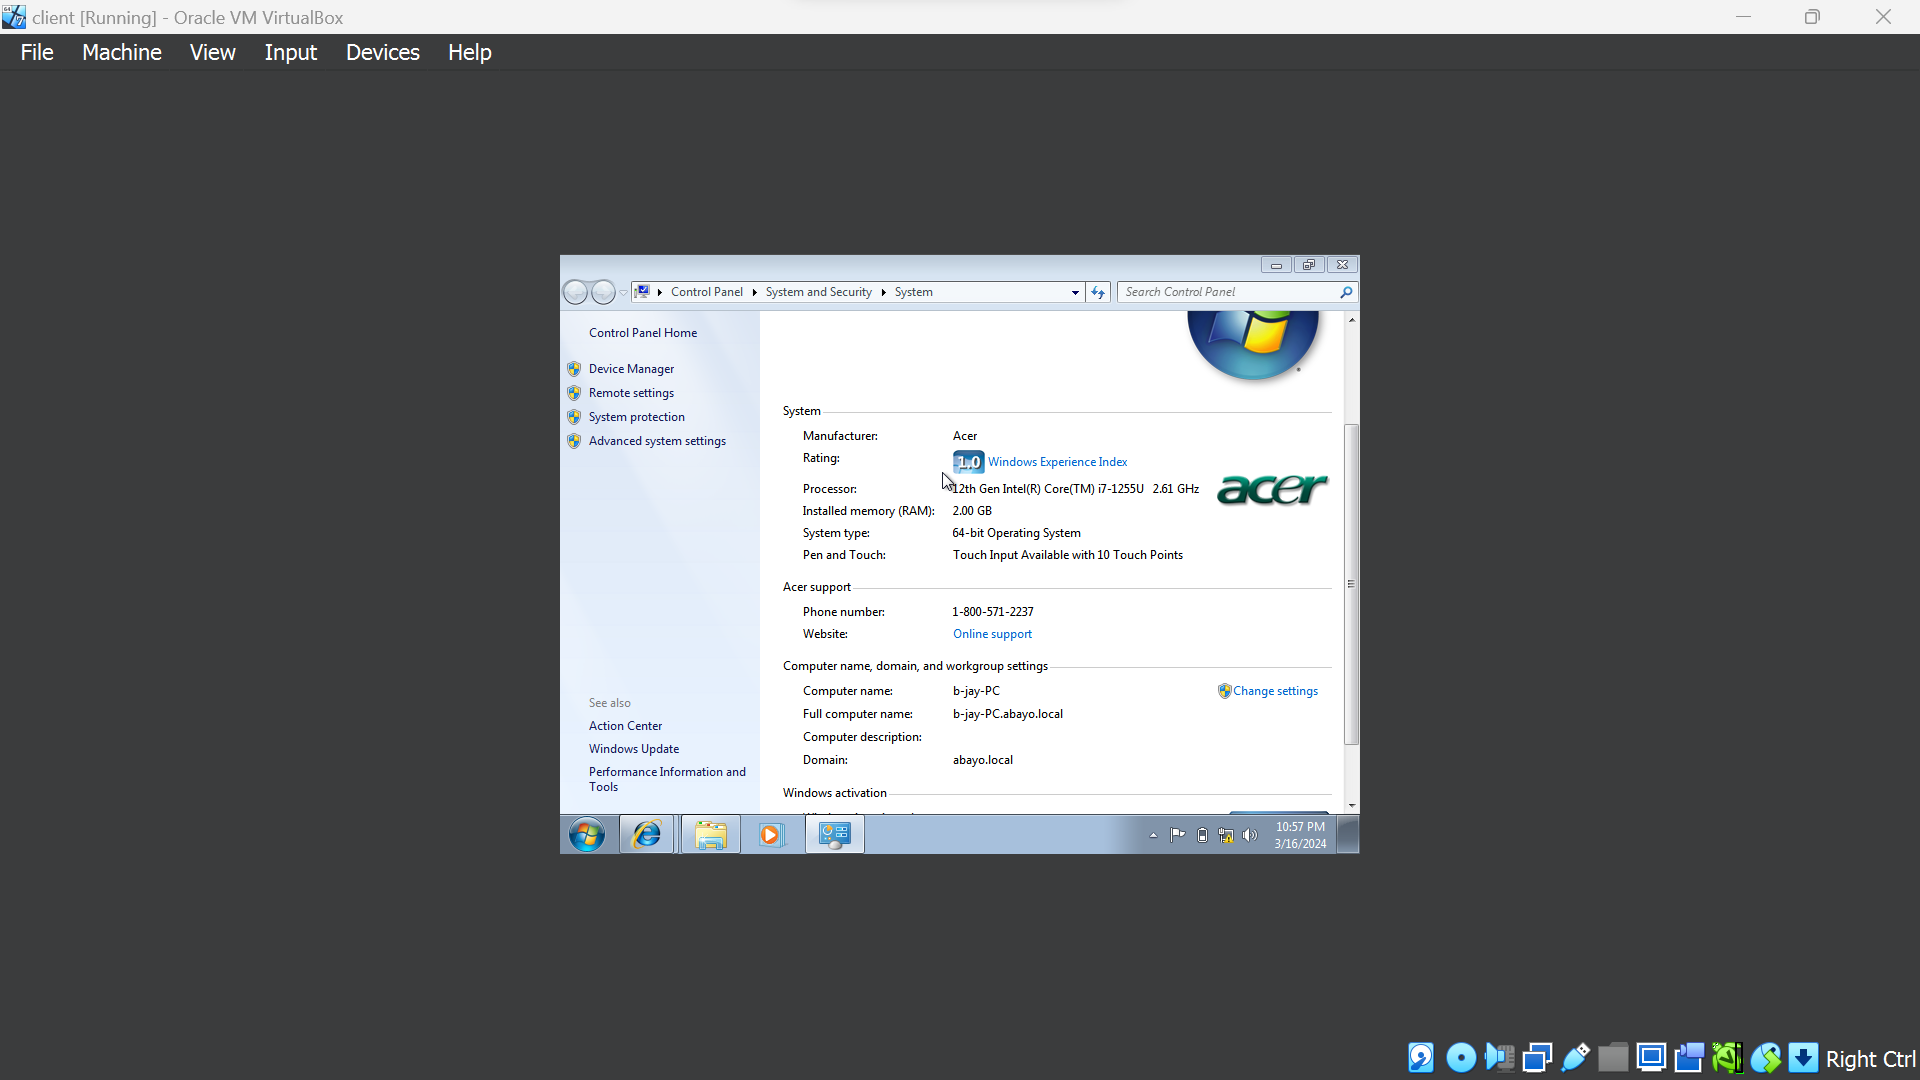 client [Running] - Oracle VM VirtualBox
File Machine View Input Devices Help
Control Panel System and Security System
Search Control Panel
Control Panel Home
Device Manager
Remote settings
System protection
Advanced system settings
System
Manufacturer: Acer
Rating: 1.0 Windows Experience Index
Processor: 12th Gen Intel(R) Core(TM) i7-1255U 2.61 GHz
acer
Installed memory (RAM): 2.00 GB
System type: 64-bit Operating System
Pen and Touch: Touch Input Available with 10 Touch Points
Acer support
Phone number: 1-800-571-2237
Website: Online support
Computer name, domain, and workgroup settings
Computer name: b-jay-PC
Change settings
Full computer name: b-jay-PC.abayo.local
Computer description:
Domain: abayo.local
Windows activation
See also
Action Center
Windows Update
Performance Information and
Tools
10:57 PM
3/16/2024
Right Ctrl